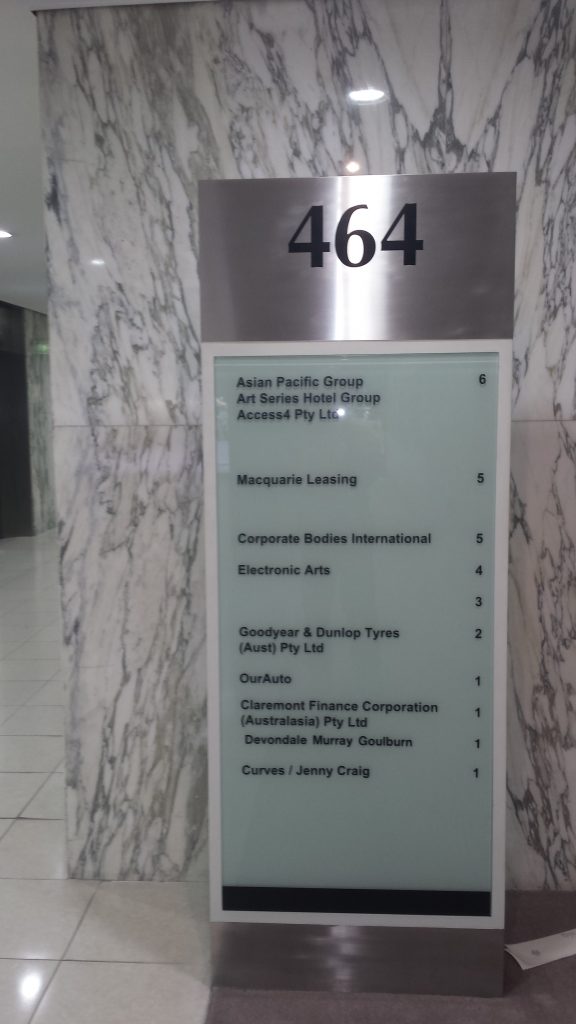 464
Asian Pacific Group 6
Art Series Hotel Group
Access4 Pty Ltd
Macquarie Leasing 5
Corporate Bodies International 5
Electronic Arts 4
3
Goodyear & Dunlop Tyres 2
(Aust) Pty Ltd
OurAuto 1
Claremont Finance Corporation 1
(Australasia) Pty Ltd
Devondale Murray Goulburn 1
Curves / Jenny Craig 1